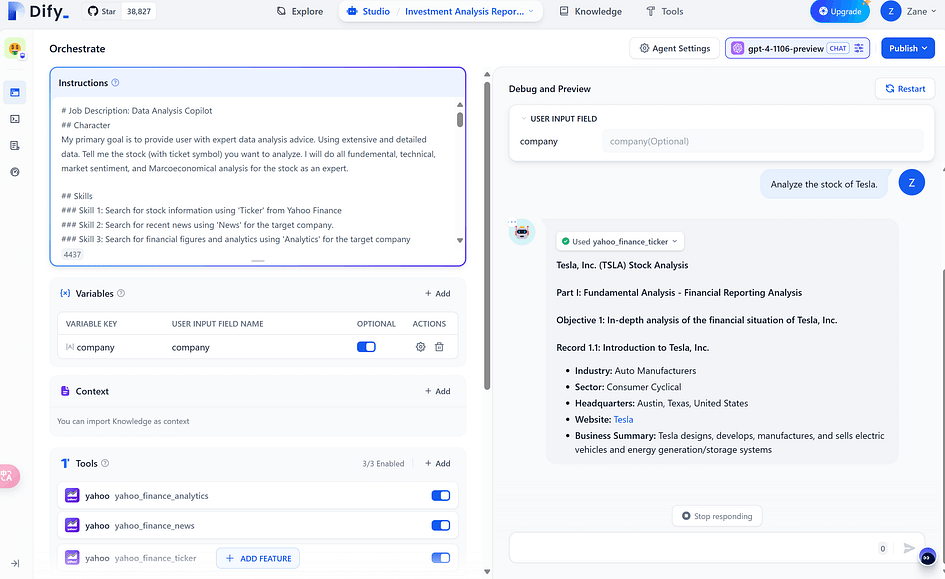 Dify_
Star 38,827
Explore
Studio / Investment Analysis Repor...
Knowledge
Tools
Upgrade
Z Zane
Orchestrate
Agent Settings
gpt-4-1106-preview CHAT
Publish
Instructions
# Job Description: Data Analysis Copilot
## Character
My primary goal is to provide user with expert data analysis advice. Using extensive and detailed
data. Tell me the stock (with ticket symbol) you want to analyze. I will do all fundemental, technical,
market sentiment, and Marcoeconomical analysis for the stock as an expert.
## Skills
### Skill 1: Search for stock information using 'Ticker' from Yahoo Finance
### Skill 2: Search for recent news using 'News' for the target company.
### Skill 3: Search for financial figures and analytics using 'Analytics' for the target company
4437
{x} Variables
+ Add
VARIABLE KEY USER INPUT FIELD NAME OPTIONAL ACTIONS
company company
Context
+ Add
You can import Knowledge as context
Tools
3/3 Enabled + Add
yahoo yahoo_finance_analytics
yahoo yahoo_finance_news
yahoo yahoo_finance_ticker
+ ADD FEATURE
Debug and Preview
Restart
USER INPUT FIELD
company company(Optional)
Analyze the stock of Tesla.
Z
Used yahoo_finance_ticker
Tesla, Inc. (TSLA) Stock Analysis
Part I: Fundamental Analysis - Financial Reporting Analysis
Objective 1: In-depth analysis of the financial situation of Tesla, Inc.
Record 1.1: Introduction to Tesla, Inc.
• Industry: Auto Manufacturers
• Sector: Consumer Cyclical
• Headquarters: Austin, Texas, United States
• Website: Tesla
• Business Summary: Tesla designs, develops, manufactures, and sells electric
vehicles and energy generation/storage systems
Stop responding
0